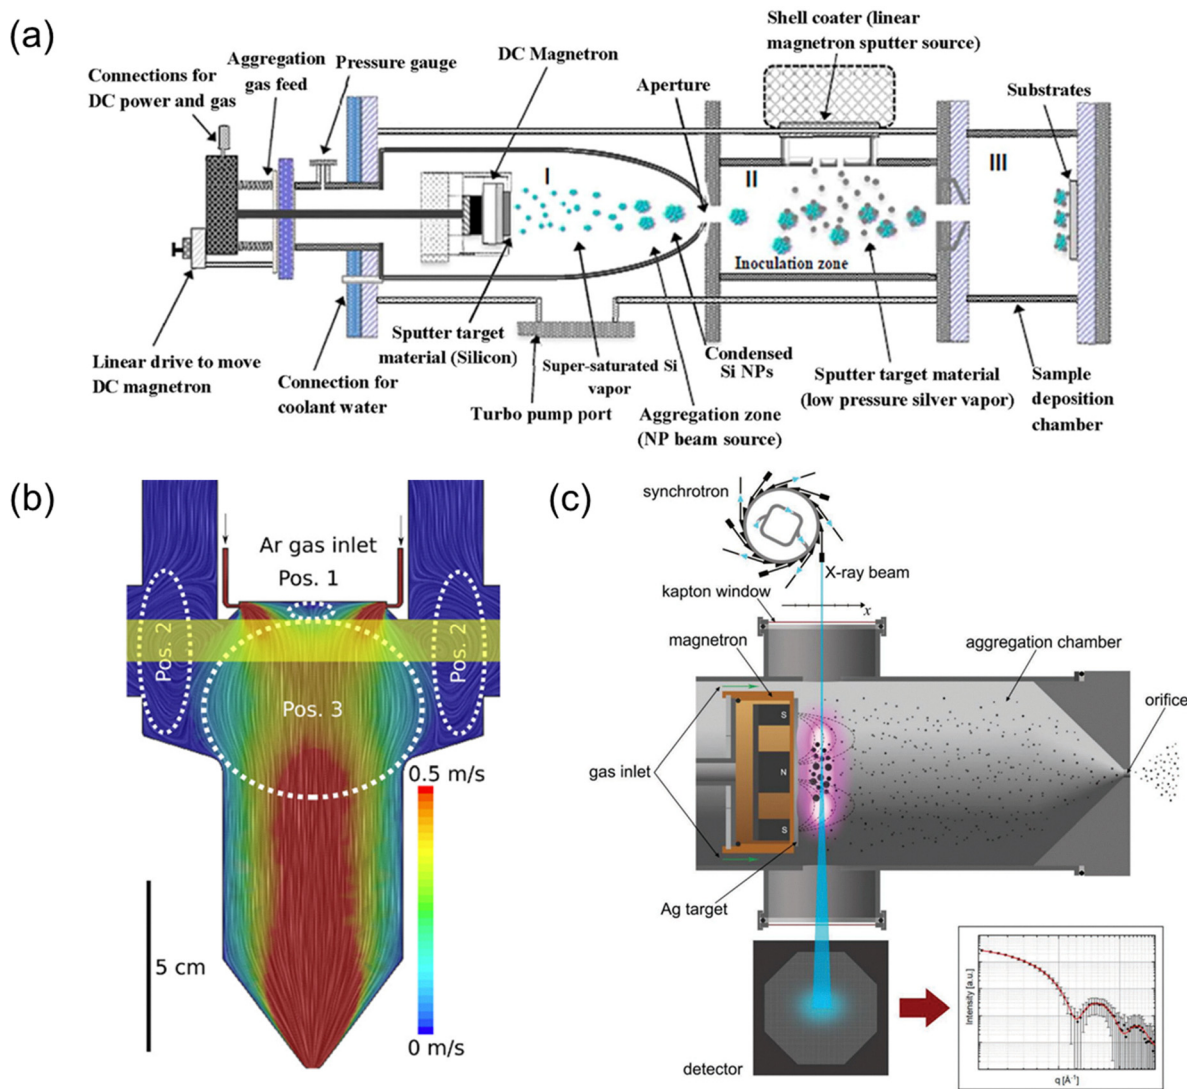 (a)
Connections for
DC power and gas
Aggregation
gas feed
Pressure gauge
DC Magnetron
Aperture
Shell coater (linear
magnetron sputter source)
Substrates
I
II
III
Inoculation zone
Linear drive to move
DC magnetron
Connection for
coolant water
Sputter target
material (Silicon)
Turbo pump port
Super-saturated Si
vapor
Aggregation zone
(NP beam source)
Condensed
Si NPs
Sputter target material
(low pressure silver vapor)
Sample
deposition
chamber
(b)
Ar gas inlet
Pos. 1
Pos. 2
Pos. 2
Pos. 3
0.5 m/s
0 m/s
5 cm
(c)
synchrotron
X-ray beam
kapton window
x
magnetron
aggregation chamber
orifice
S
N
S
gas inlet
Ag target
detector
Intensity [a.u.]
q [Å⁻¹]